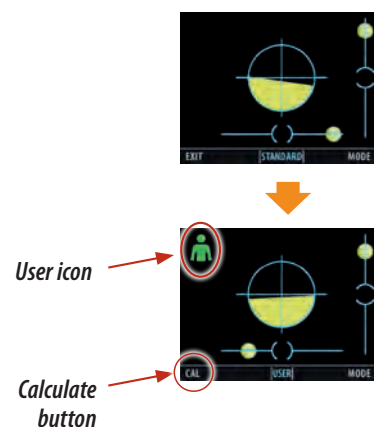 EXIT STANDARD MODE
User icon
Calculate
button
CAL USER MODE